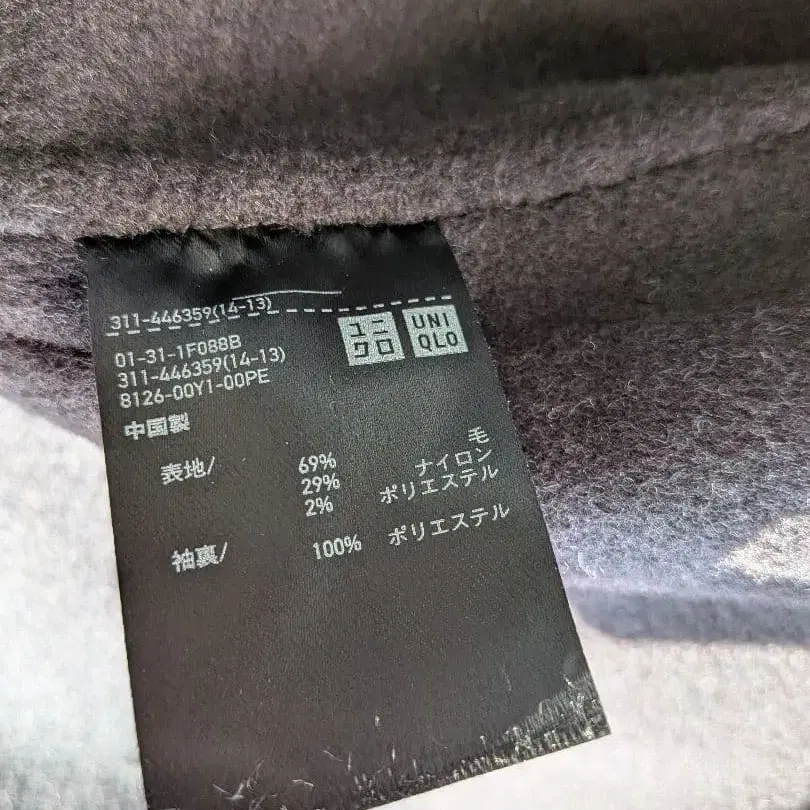 311-446359(14-13)
ユニ
クロ
UNI
QLO
01-31-1F088B
311-446359(14-13)
8126-00Y1-00PE
中国製
表地/ 69% 毛
29% ナイロン
2% ポリエステル
袖裏/ 100% ポリエステル